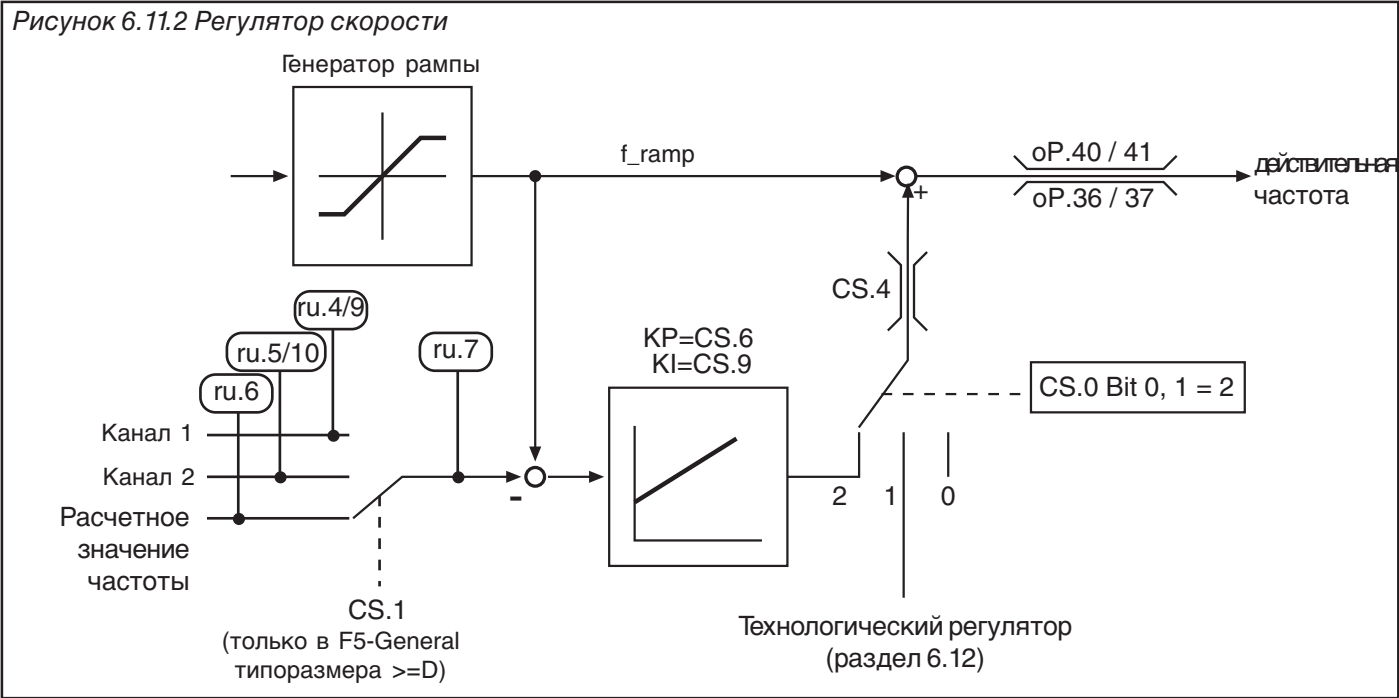 Рисунок 6.11.2 Регулятор скорости
Генератор рампы
f_ramp
oP.40 / 41
oP.36 / 37
действительная
частота
+
CS.4
ru.4/9
ru.5/10
ru.7
ru.6
KP=CS.6
KI=CS.9
CS.0 Bit 0, 1 = 2
Канал 1
Канал 2
-
2 1 0
Расчетное
значение
частоты
CS.1
(только в F5-General
типоразмера >=D)
Технологический регулятор
(раздел 6.12)